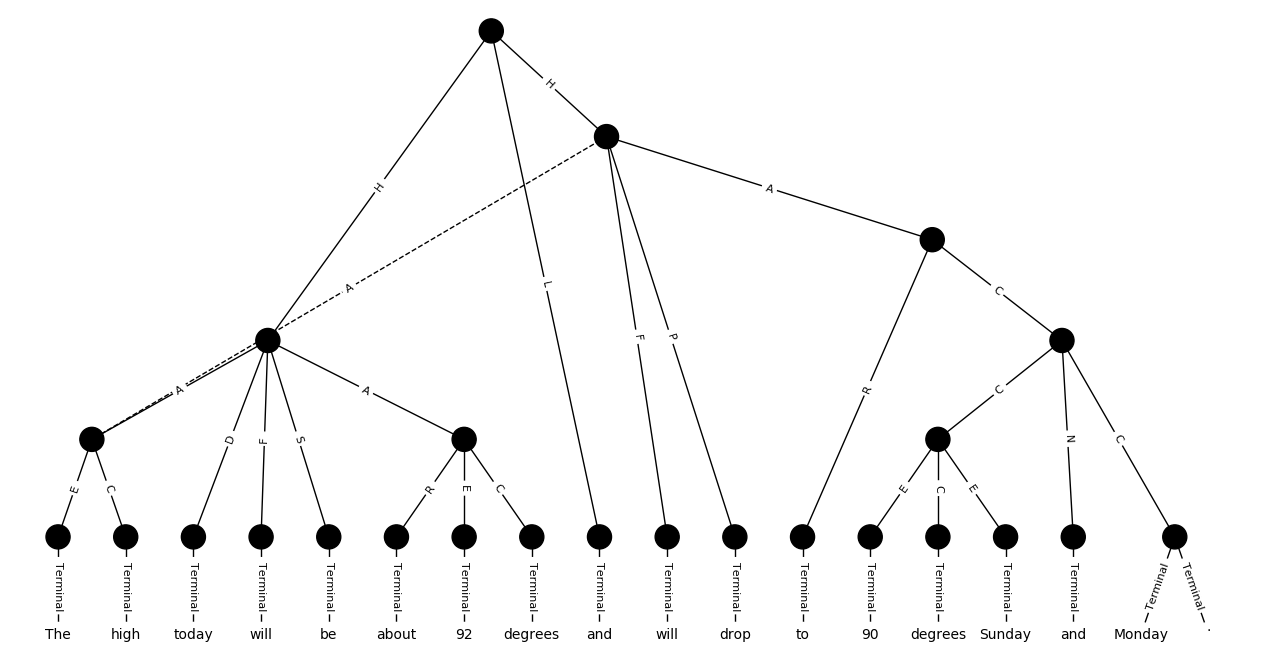 H
H
A
L
A
C
F
P
A
D
F
S
A
R
C
N
C
E
C
R
E
C
E
C
E
Terminal Terminal Terminal Terminal Terminal Terminal Terminal Terminal Terminal Terminal Terminal Terminal Terminal Terminal Terminal Terminal Terminal Terminal
The high today will be about 92 degrees and will drop to 90 degrees Sunday and Monday .